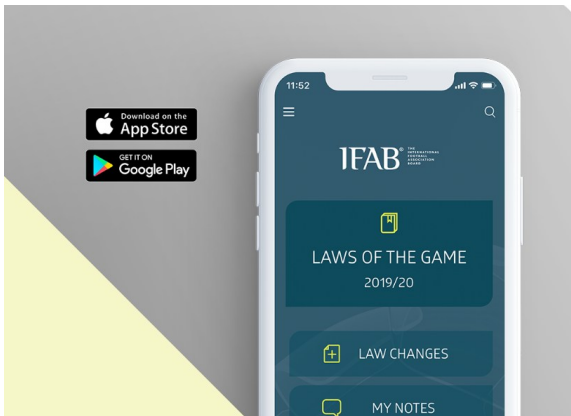 Download on the
App Store
GET IT ON
Google Play
11:52
IFAB®
THE
INTERNATIONAL
FOOTBALL
ASSOCIATION
BOARD
LAWS OF THE GAME
2019/20
LAW CHANGES
MY NOTES